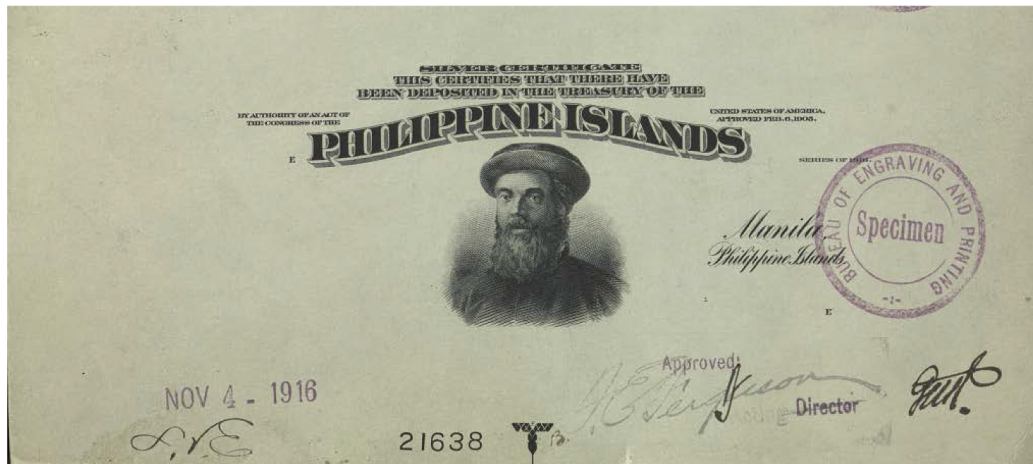 SILVER CERTIFICATE
THIS CERTIFIES THAT THERE HAVE
BEEN DEPOSITED IN THE TREASURY OF THE
BY AUTHORITY OF AN ACT OF
THE CONGRESS OF THE
UNITED STATES OF AMERICA,
APPROVED FEB. 6, 1905.
PHILIPPINE ISLANDS
E
SERIES OF
Manila
Philippine Islands
BUREAU OF ENGRAVING AND PRINTING
Specimen
-1-
E
Approved:
NOV 4 - 1916
Director
21638